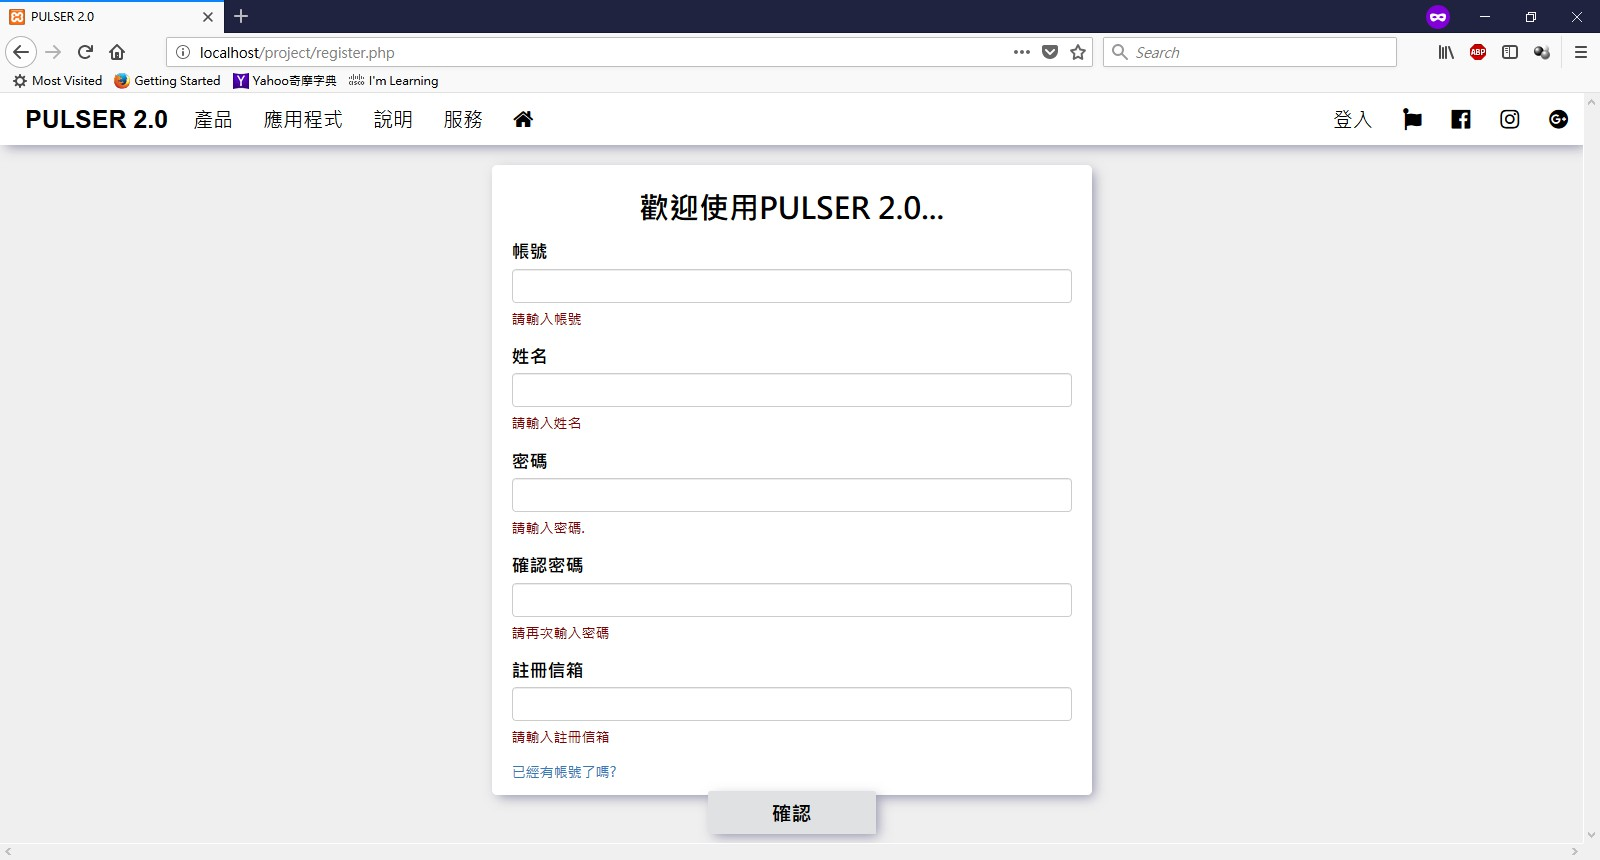 PULSER 2.0
localhost/project/register.php
Search
ABP
Most Visited
Getting Started
Yahoo奇摩字典
I'm Learning
PULSER 2.0 產品 應用程式 說明 服務 登入
歡迎使用PULSER 2.0...
帳號
請輸入帳號
姓名
請輸入姓名
密碼
請輸入密碼.
確認密碼
請再次輸入密碼
註冊信箱
請輸入註冊信箱
已經有帳號了嗎?
確認